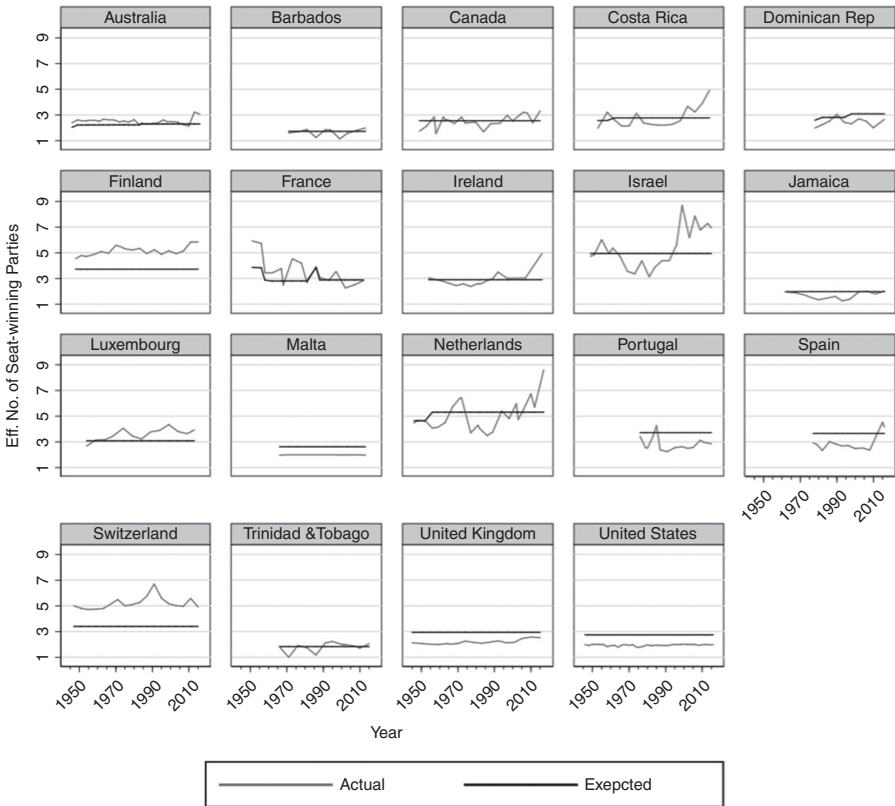 Australia Barbados Canada Costa Rica Dominican Rep
9
7
5
3
1
Finland France Ireland Israel Jamaica
9
7
5
3
1
Eff. No. of Seat-winning Parties
Luxembourg Malta Netherlands Portugal Spain
9
7
5
3
1
1950 1970 1990 2010
Switzerland Trinidad &Tobago United Kingdom United States
9
7
5
3
1
1950 1970 1990 2010 1950 1970 1990 2010 1950 1970 1990 2010 1950 1970 1990 2010
Year
Actual Exepcted